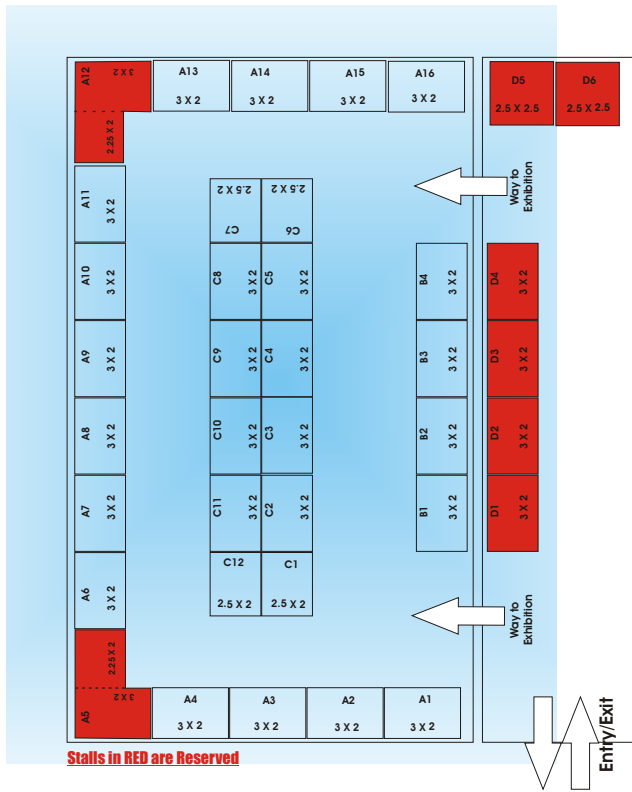 A12
3 X 2
2.25 X 2
A13
3 X 2
A14
3 X 2
A15
3 X 2
A16
3 X 2
D5
2.5 X 2.5
D6
2.5 X 2.5
A11
3 X 2
A10
3 X 2
A9
3 X 2
A8
3 X 2
A7
3 X 2
A6
3 X 2
2.25 X 2
3 X 2
A5
2.5 X 2
C7
2.5 X 2
C6
C8
3 X 2
C5
3 X 2
C9
3 X 2
C4
3 X 2
C10
3 X 2
C3
3 X 2
C11
3 X 2
C2
3 X 2
C12
2.5 X 2
C1
2.5 X 2
Way to
Exhibition
B4
3 X 2
B3
3 X 2
B2
3 X 2
B1
3 X 2
D4
3 X 2
D3
3 X 2
D2
3 X 2
D1
3 X 2
Way to
Exhibition
A4
3 X 2
A3
3 X 2
A2
3 X 2
A1
3 X 2
Entry/Exit
Stalls in RED are Reserved